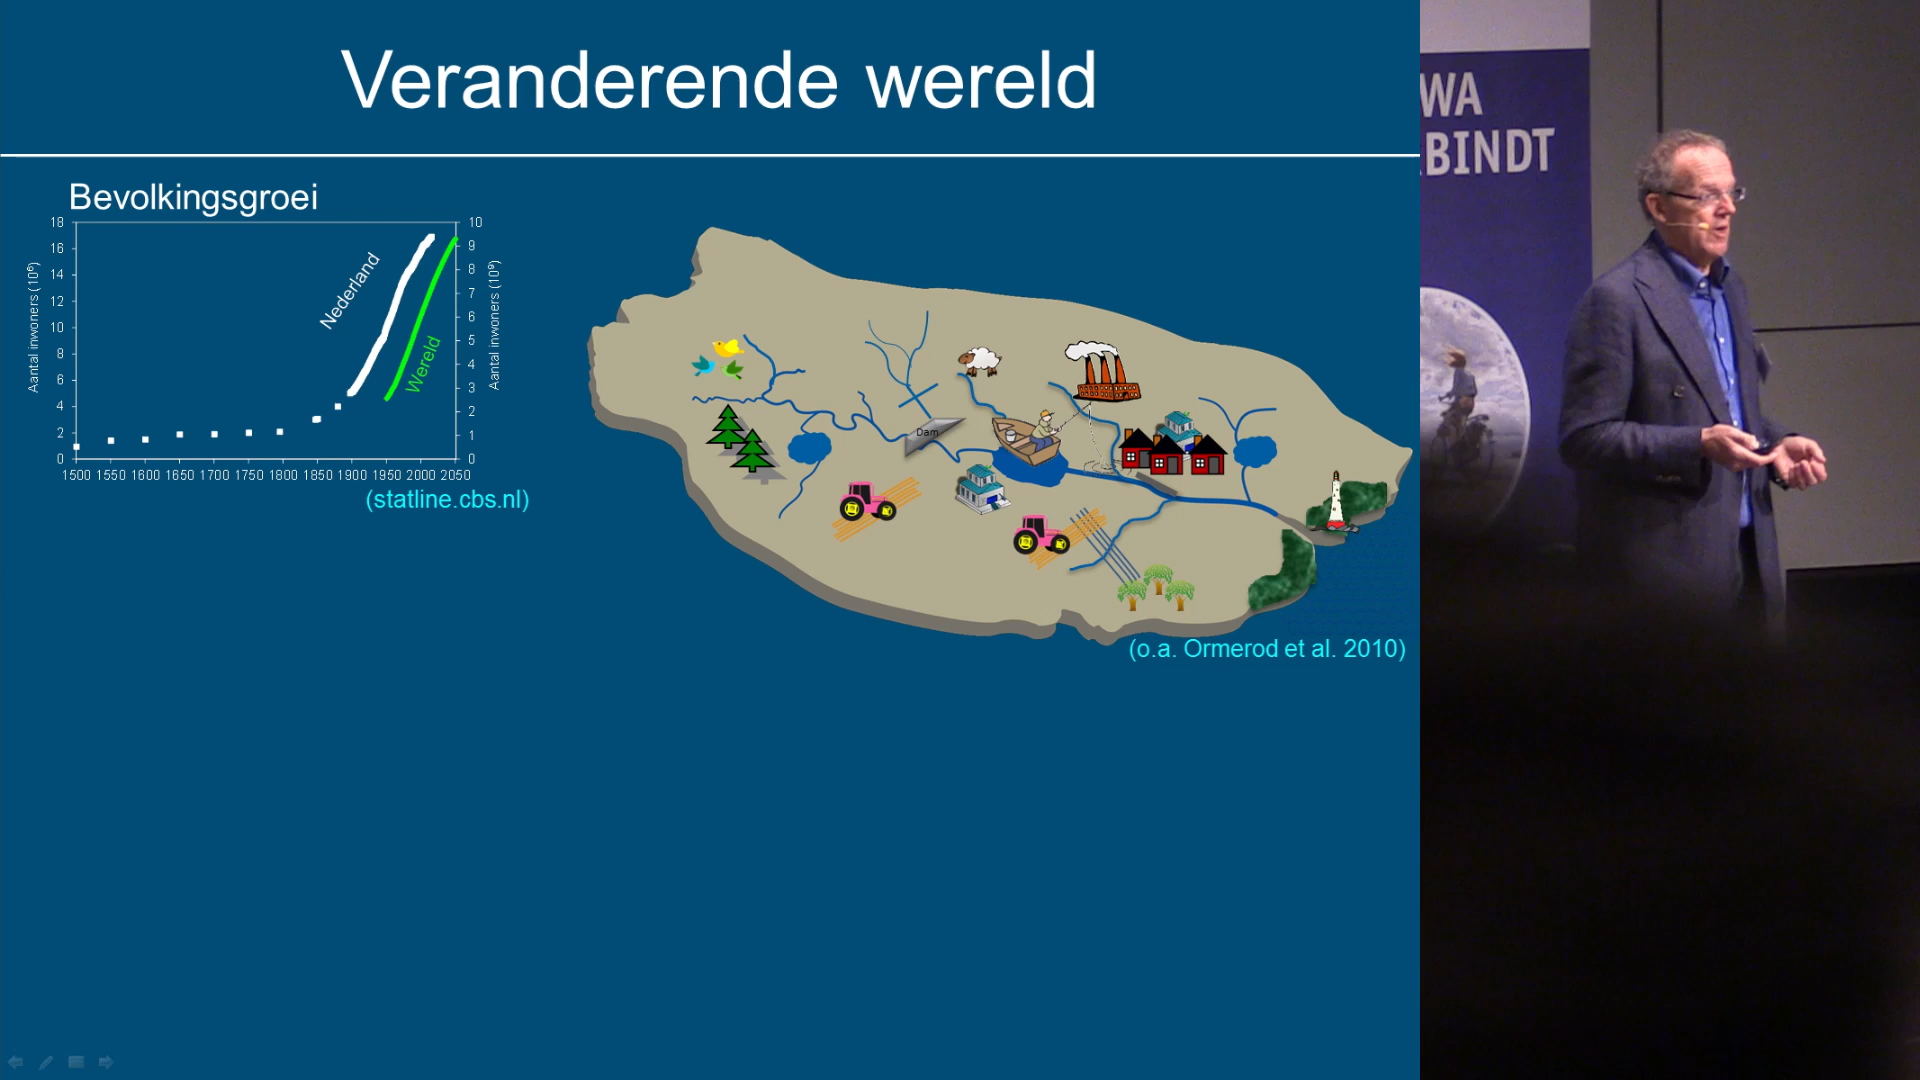 Veranderende wereld
Bevolkingsgroei
18
16
14
12
10
8
6
4
2
0
Aantal inwoners (10⁶)
10
9
8
7
6
5
4
3
2
1
0
Aantal inwoners (10⁹)
Nederland
Wereld
1500 1550 1600 1650 1700 1750 1800 1850 1900 1950 2000 2050
(statline.cbs.nl)
Dam
(o.a. Ormerod et al. 2010)
WA
BINDT